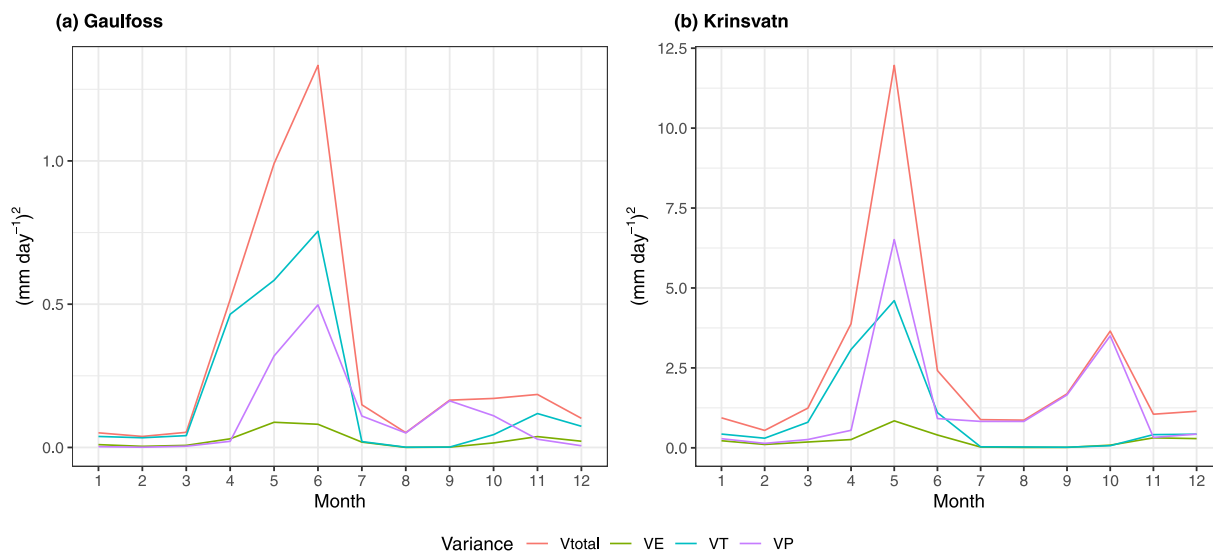 (a) Gaulfoss
(mm day⁻¹)²
1.0
0.5
0.0
1 2 3 4 5 6 7 8 9 10 11 12
Month
(b) Krinsvatn
(mm day⁻¹)²
12.5
10.0
7.5
5.0
2.5
0.0
1 2 3 4 5 6 7 8 9 10 11 12
Month
Variance Vtotal VE VT VP